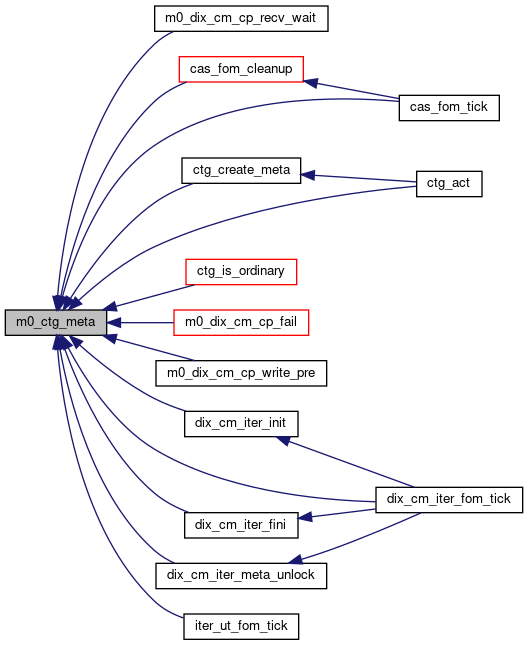 m0_dix_cm_cp_recv_wait
cas_fom_cleanup
cas_fom_tick
ctg_create_meta
ctg_act
ctg_is_ordinary
m0_ctg_meta
m0_dix_cm_cp_fail
m0_dix_cm_cp_write_pre
dix_cm_iter_init
dix_cm_iter_fom_tick
dix_cm_iter_fini
dix_cm_iter_meta_unlock
iter_ut_fom_tick